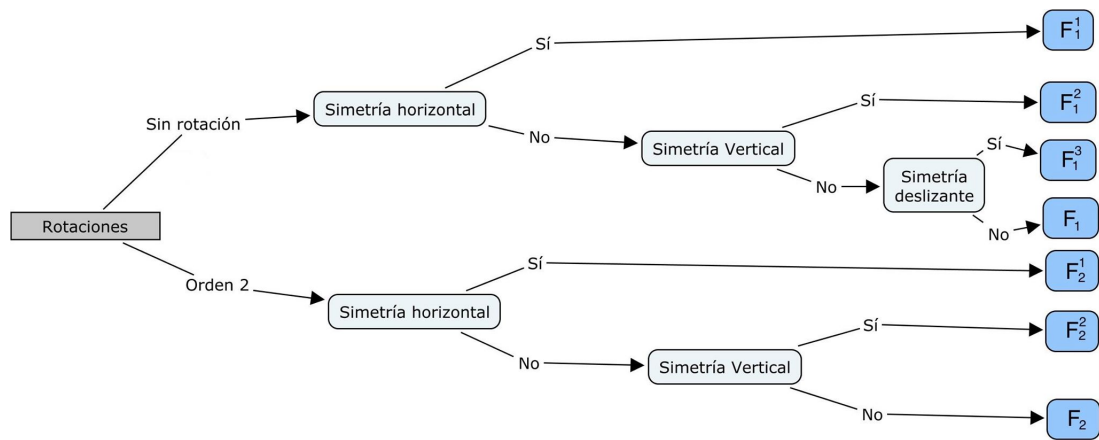 Sí
F₁¹
Simetría horizontal
Sin rotación
No
Sí
F₁²
Simetría Vertical
No
Sí
F₁³
Simetría
deslizante
No
F₁
Rotaciones
Orden 2
Sí
F₂¹
Simetría horizontal
No
Sí
F₂²
Simetría Vertical
No
F₂